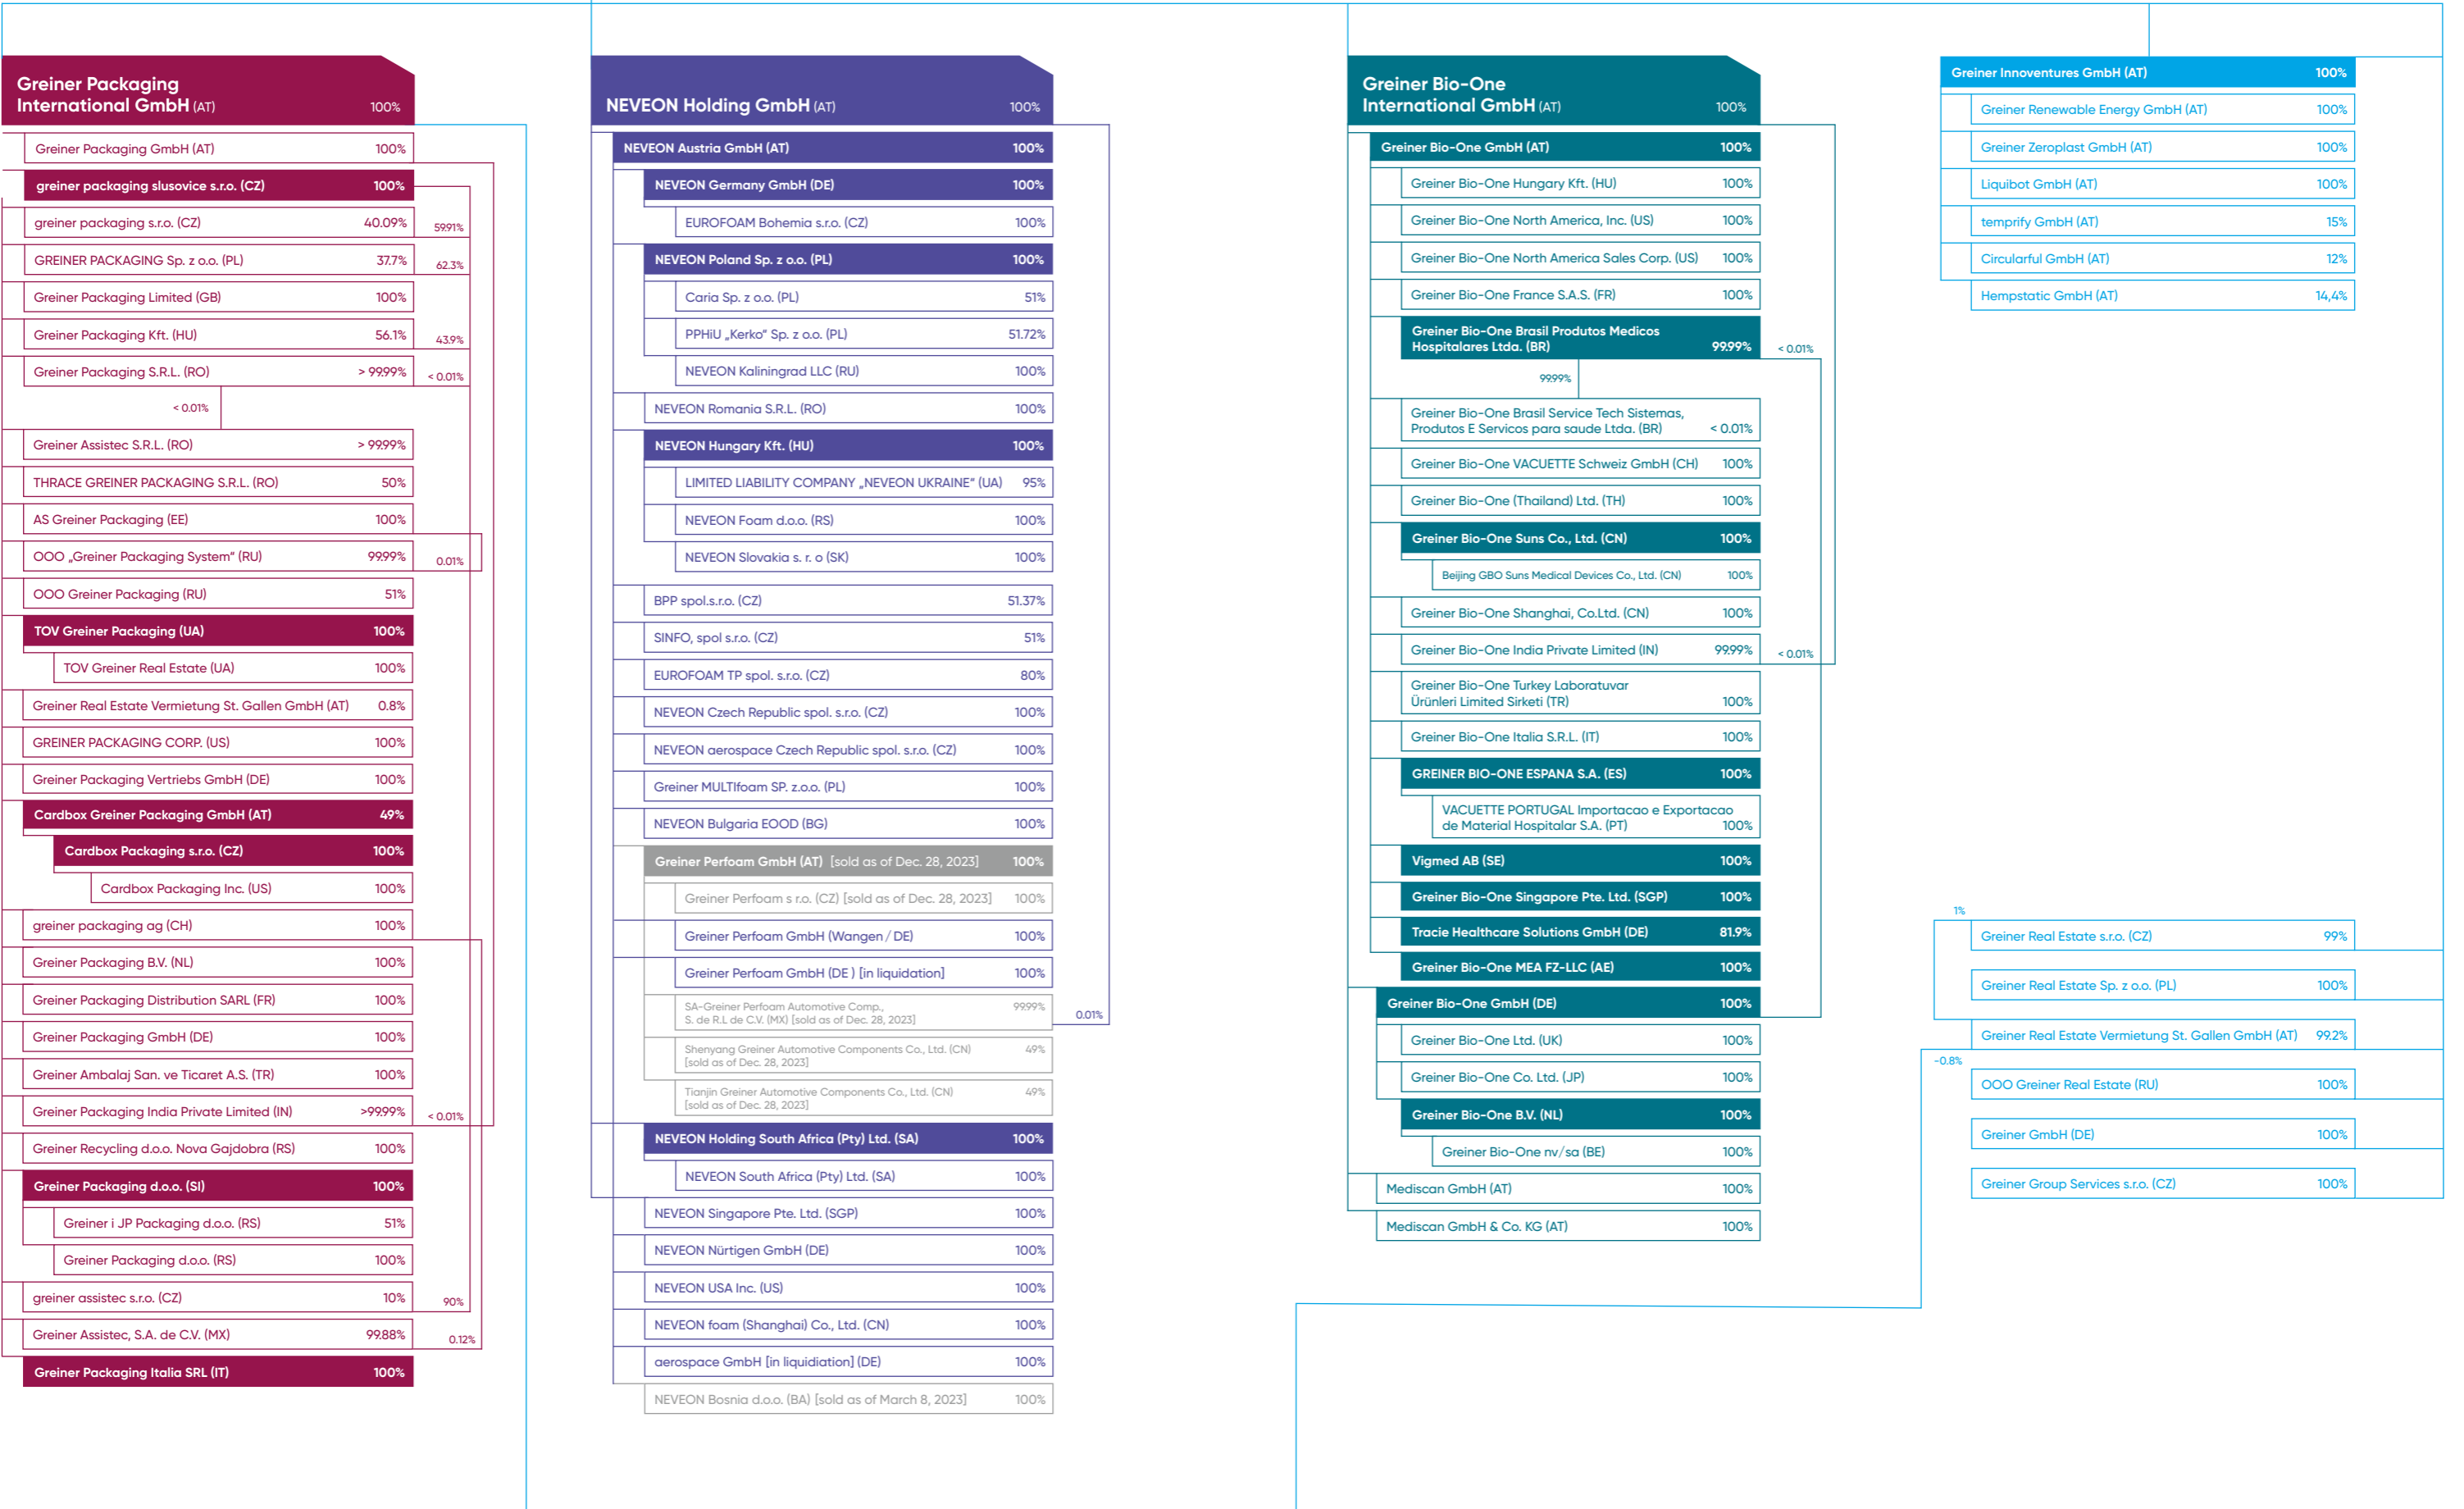 Greiner Packaging
International GmbH (AT) 100%
Greiner Packaging GmbH (AT) 100%
greiner packaging slusovice s.r.o. (CZ) 100%
greiner packaging s.r.o. (CZ) 40.09% 59.91%
GREINER PACKAGING Sp. z o.o. (PL) 37.7% 62.3%
Greiner Packaging Limited (GB) 100%
Greiner Packaging Kft. (HU) 56.1% 43.9%
Greiner Packaging S.R.L. (RO) > 99.99% < 0.01%
< 0.01%
Greiner Assistec S.R.L. (RO) > 99.99%
THRACE GREINER PACKAGING S.R.L. (RO) 50%
AS Greiner Packaging (EE) 100%
OOO „Greiner Packaging System“ (RU) 99.99% 0.01%
OOO Greiner Packaging (RU) 51%
TOV Greiner Packaging (UA) 100%
TOV Greiner Real Estate (UA) 100%
Greiner Real Estate Vermietung St. Gallen GmbH (AT) 0.8%
GREINER PACKAGING CORP. (US) 100%
Greiner Packaging Vertriebs GmbH (DE) 100%
Cardbox Greiner Packaging GmbH (AT) 49%
Cardbox Packaging s.r.o. (CZ) 100%
Cardbox Packaging Inc. (US) 100%
greiner packaging ag (CH) 100%
Greiner Packaging B.V. (NL) 100%
Greiner Packaging Distribution SARL (FR) 100%
Greiner Packaging GmbH (DE) 100%
Greiner Ambalaj San. ve Ticaret A.S. (TR) 100%
Greiner Packaging India Private Limited (IN) >99.99% < 0.01%
Greiner Recycling d.o.o. Nova Gajdobra (RS) 100%
Greiner Packaging d.o.o. (SI) 100%
Greiner i JP Packaging d.o.o. (RS) 51%
Greiner Packaging d.o.o. (RS) 100%
greiner assistec s.r.o. (CZ) 10% 90%
Greiner Assistec, S.A. de C.V. (MX) 99.88% 0.12%
Greiner Packaging Italia SRL (IT) 100%
NEVEON Holding GmbH (AT) 100%
NEVEON Austria GmbH (AT) 100%
NEVEON Germany GmbH (DE) 100%
EUROFOAM Bohemia s.r.o. (CZ) 100%
NEVEON Poland Sp. z o.o. (PL) 100%
Caria Sp. z o.o. (PL) 51%
PPHiU „Kerko“ Sp. z o.o. (PL) 51.72%
NEVEON Kaliningrad LLC (RU) 100%
NEVEON Romania S.R.L. (RO) 100%
NEVEON Hungary Kft. (HU) 100%
LIMITED LIABILITY COMPANY „NEVEON UKRAINE“ (UA) 95%
NEVEON Foam d.o.o. (RS) 100%
NEVEON Slovakia s. r. o (SK) 100%
BPP spol.s.r.o. (CZ) 51.37%
SINFO, spol s.r.o. (CZ) 51%
EUROFOAM TP spol. s.r.o. (CZ) 80%
NEVEON Czech Republic spol. s.r.o. (CZ) 100%
NEVEON aerospace Czech Republic spol. s.r.o. (CZ) 100%
Greiner MULTIfoam SP. z.o.o. (PL) 100%
NEVEON Bulgaria EOOD (BG) 100%
Greiner Perfoam GmbH (AT) [sold as of Dec. 28, 2023] 100%
Greiner Perfoam s r.o. (CZ) [sold as of Dec. 28, 2023] 100%
Greiner Perfoam GmbH (Wangen / DE) 100%
Greiner Perfoam GmbH (DE ) [in liquidation] 100%
SA-Greiner Perfoam Automotive Comp., 99.99%
S. de R.L de C.V. (MX) [sold as of Dec. 28, 2023] 0.01%
Shenyang Greiner Automotive Components Co., Ltd. (CN) 49%
[sold as of Dec. 28, 2023]
Tianjin Greiner Automotive Components Co., Ltd. (CN) 49%
[sold as of Dec. 28, 2023]
NEVEON Holding South Africa (Pty) Ltd. (SA) 100%
NEVEON South Africa (Pty) Ltd. (SA) 100%
NEVEON Singapore Pte. Ltd. (SGP) 100%
NEVEON Nürtigen GmbH (DE) 100%
NEVEON USA Inc. (US) 100%
NEVEON foam (Shanghai) Co., Ltd. (CN) 100%
aerospace GmbH [in liquidiation] (DE) 100%
NEVEON Bosnia d.o.o. (BA) [sold as of March 8, 2023] 100%
Greiner Bio-One
International GmbH (AT) 100%
Greiner Bio-One GmbH (AT) 100%
Greiner Bio-One Hungary Kft. (HU) 100%
Greiner Bio-One North America, Inc. (US) 100%
Greiner Bio-One North America Sales Corp. (US) 100%
Greiner Bio-One France S.A.S. (FR) 100%
Greiner Bio-One Brasil Produtos Medicos
Hospitalares Ltda. (BR) 99.99% < 0.01%
99.99%
Greiner Bio-One Brasil Service Tech Sistemas,
Produtos E Servicos para saude Ltda. (BR) < 0.01%
Greiner Bio-One VACUETTE Schweiz GmbH (CH) 100%
Greiner Bio-One (Thailand) Ltd. (TH) 100%
Greiner Bio-One Suns Co., Ltd. (CN) 100%
Beijing GBO Suns Medical Devices Co., Ltd. (CN) 100%
Greiner Bio-One Shanghai, Co.Ltd. (CN) 100%
Greiner Bio-One India Private Limited (IN) 99.99% < 0.01%
Greiner Bio-One Turkey Laboratuvar
Ürünleri Limited Sirketi (TR) 100%
Greiner Bio-One Italia S.R.L. (IT) 100%
GREINER BIO-ONE ESPANA S.A. (ES) 100%
VACUETTE PORTUGAL Importacao e Exportacao
de Material Hospitalar S.A. (PT) 100%
Vigmed AB (SE) 100%
Greiner Bio-One Singapore Pte. Ltd. (SGP) 100%
Tracie Healthcare Solutions GmbH (DE) 81.9%
Greiner Bio-One MEA FZ-LLC (AE) 100%
Greiner Bio-One GmbH (DE) 100%
Greiner Bio-One Ltd. (UK) 100%
Greiner Bio-One Co. Ltd. (JP) 100%
Greiner Bio-One B.V. (NL) 100%
Greiner Bio-One nv/sa (BE) 100%
Mediscan GmbH (AT) 100%
Mediscan GmbH & Co. KG (AT) 100%
Greiner Innoventures GmbH (AT) 100%
Greiner Renewable Energy GmbH (AT) 100%
Greiner Zeroplast GmbH (AT) 100%
Liquibot GmbH (AT) 100%
temprify GmbH (AT) 15%
Circularful GmbH (AT) 12%
Hempstatic GmbH (AT) 14,4%
1%
Greiner Real Estate s.r.o. (CZ) 99%
Greiner Real Estate Sp. z o.o. (PL) 100%
Greiner Real Estate Vermietung St. Gallen GmbH (AT) 99.2%
~0.8%
OOO Greiner Real Estate (RU) 100%
Greiner GmbH (DE) 100%
Greiner Group Services s.r.o. (CZ) 100%